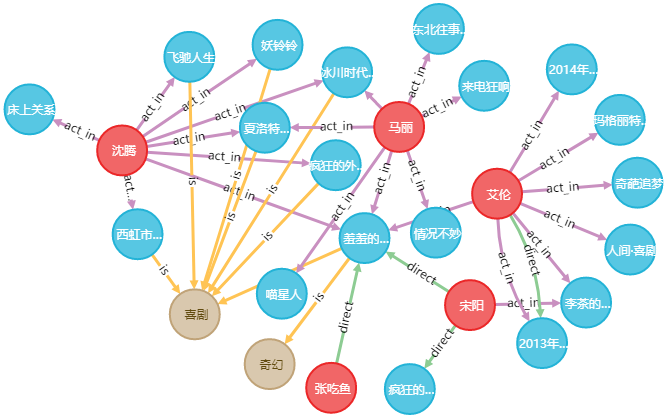 东北往事...
飞驰人生
妖铃铃
2014年...
act_in
act_in
冰川时代...
act_in
来电狂响
床上关系
act_in
act_in
act_in
夏洛特...
act_in
马丽
玛格丽特...
act_in
act_in
act_in
沈腾
疯狂的外...
奇葩追梦
act_in
act_in
act...
is
is
is
is
act_in
act_in
act_in
act_in
艾伦
act_in
西虹市...
羞羞的...
情况不妙
人间·喜剧
is
act_in
act_in
direct
喵星人
direct
宋阳
act_in
李茶的...
喜剧
is
direct
direct
2013年...
奇幻
张吃鱼
疯狂的...